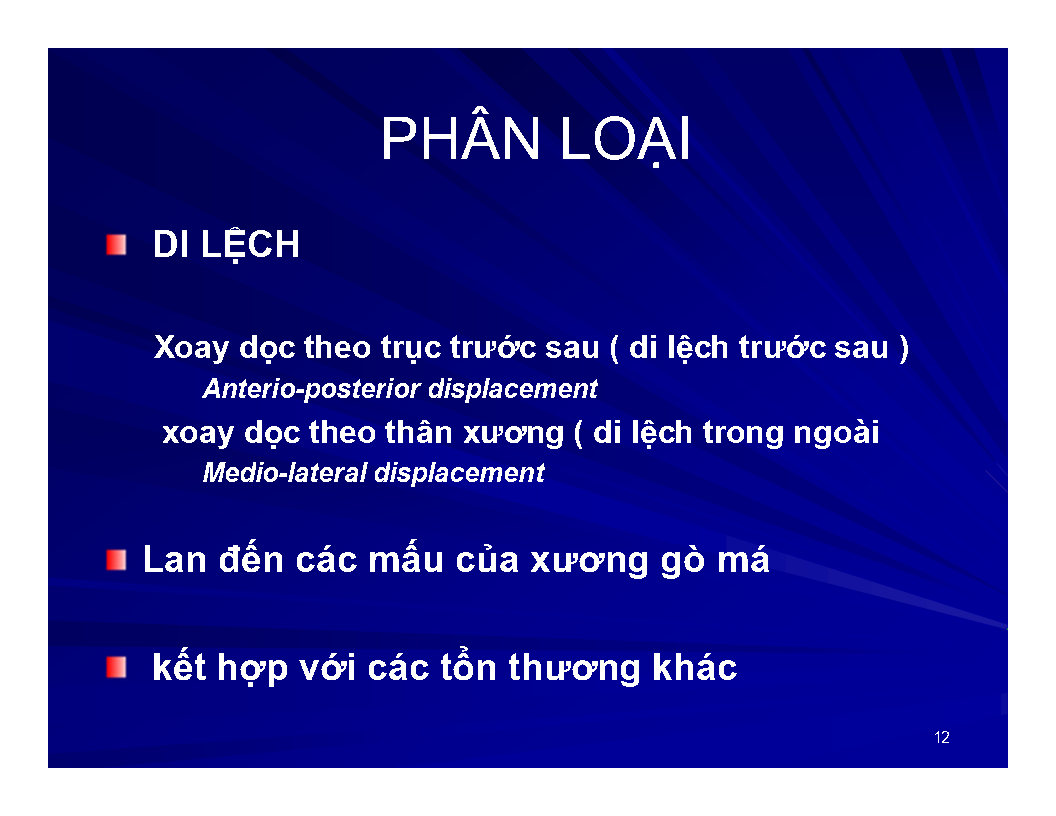 PHÂN LOẠI
DI LỆCH
Xoay dọc theo trục trước sau ( di lệch trước sau )
Anterio-posterior displacement
xoay dọc theo thân xương ( di lệch trong ngoài
Medio-lateral displacement
Lan đến các mấu của xương gò má
kết hợp với các tổn thương khác
12